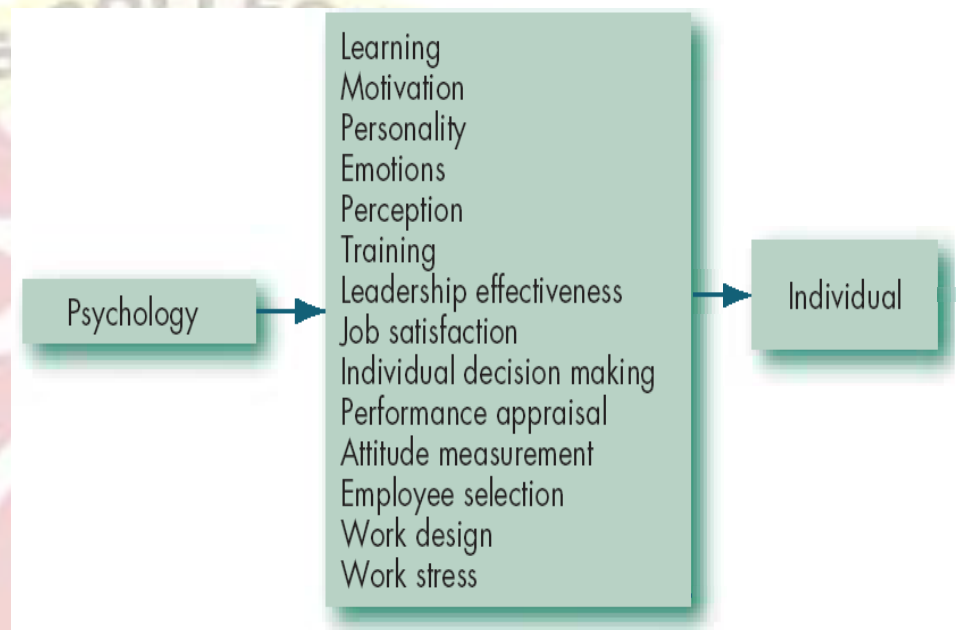 Psychology
Learning
Motivation
Personality
Emotions
Perception
Training
Leadership effectiveness
Job satisfaction
Individual decision making
Performance appraisal
Attitude measurement
Employee selection
Work design
Work stress
Individual